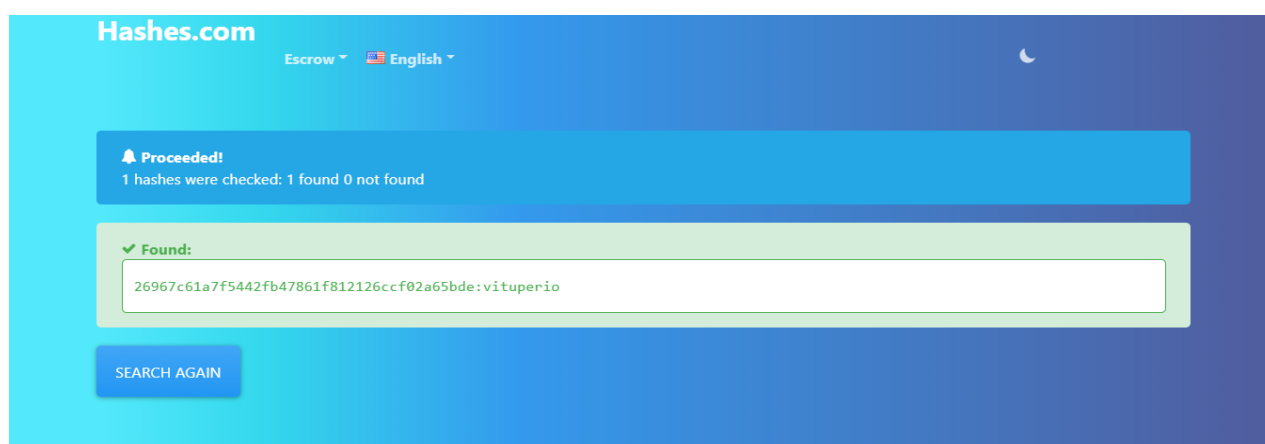 Hashes.com
Escrow English
Proceeded!
1 hashes were checked: 1 found 0 not found
Found:
26967c61a7f5442fb47861f812126ccf02a65bde:vituperio
SEARCH AGAIN